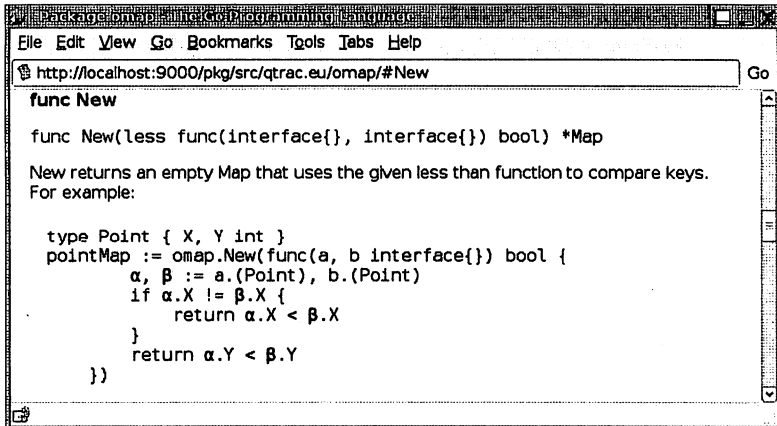 Package omap - The Go Programming Language
File Edit View Go Bookmarks Tools Tabs Help
http://localhost:9000/pkg/src/qtrac.eu/omap/#New Go
func New
func New(less func(interface{}, interface{}) bool) *Map
New returns an empty Map that uses the given less than function to compare keys.
For example:
type Point { X, Y int }
pointMap := omap.New(func(a, b interface{}) bool {
α, β := a.(Point), b.(Point)
if α.X != β.X {
return α.X < β.X
}
return α.Y < β.Y
})